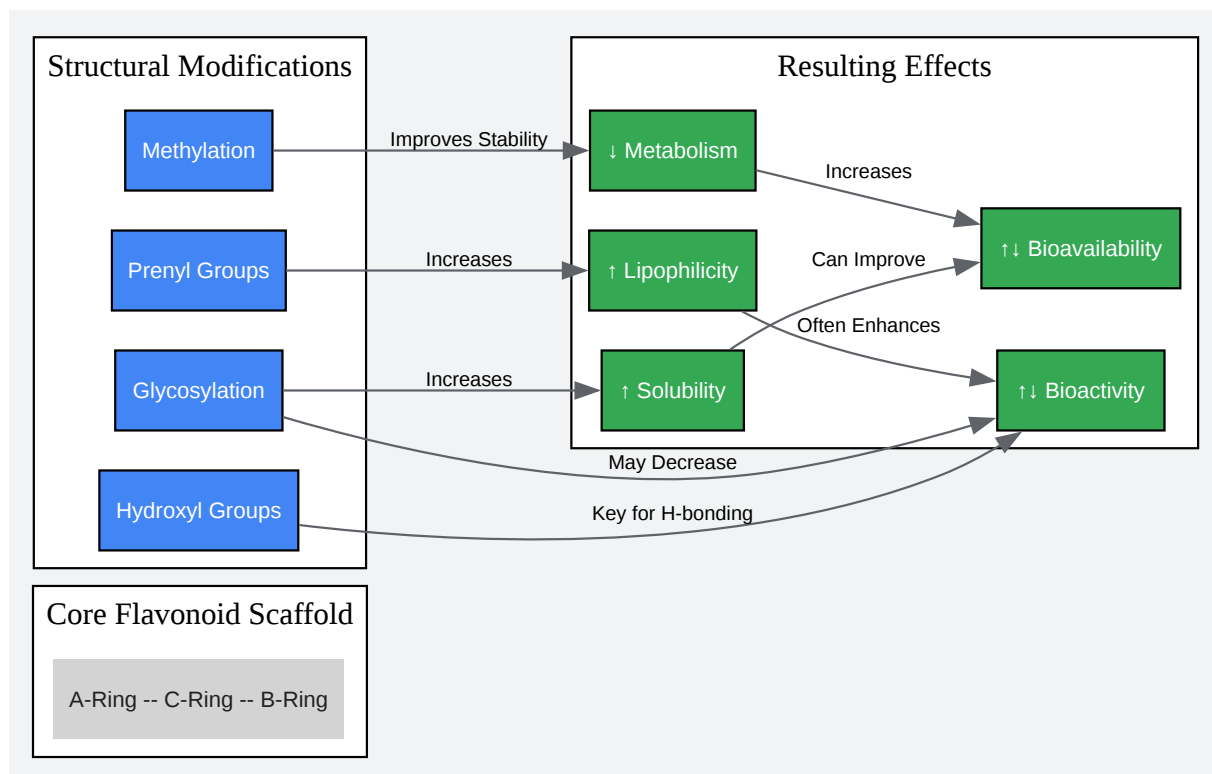 Structural Modifications
Methylation
Prenyl Groups
Glycosylation
Hydroxyl Groups
Improves Stability
Increases
Increases
May Decrease
Key for H-bonding
Resulting Effects
↓ Metabolism
↑ Lipophilicity
↑ Solubility
Increases
Can Improve
Often Enhances
↑↓ Bioavailability
↑↓ Bioactivity
Core Flavonoid Scaffold
A-Ring -- C-Ring -- B-Ring